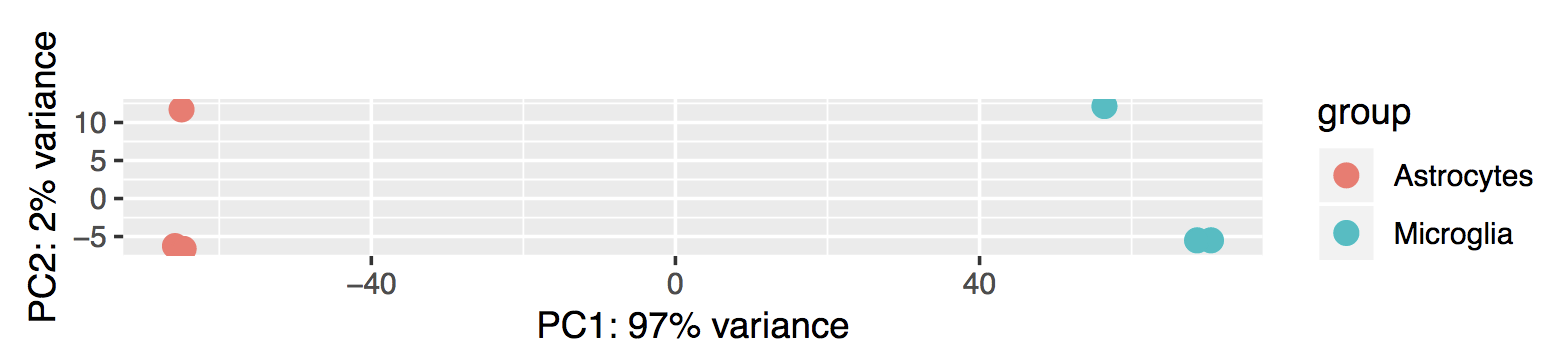 PC2: 2% variance
10
5
0
−5
−40
0
40
PC1: 97% variance
group
Astrocytes
Microglia